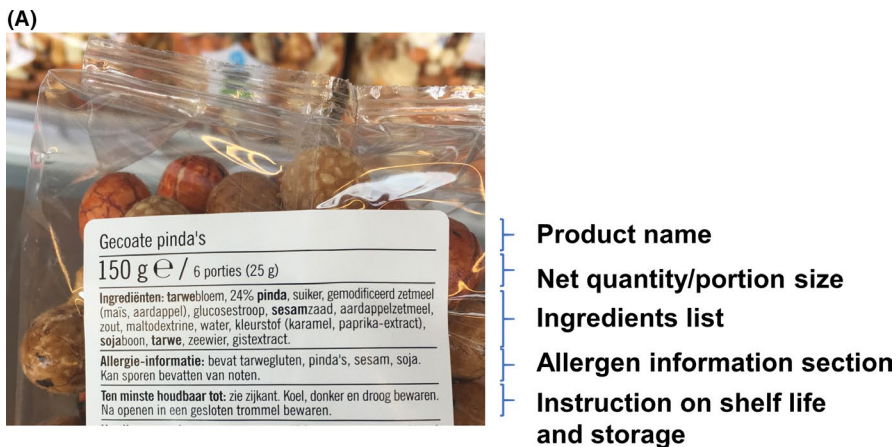 (A)
Gecoate pinda's
150 g ℮ / 6 porties (25 g)
Ingrediënten: tarwebloem, 24% pinda, suiker, gemodificeerd zetmeel
(maïs, aardappel), glucosestroop, sesamzaad, aardappelzetmeel,
zout, maltodextrine, water, kleurstof (karamel, paprika-extract),
sojaboon, tarwe, zeewier, gistextract.
Allergie-informatie: bevat tarwegluten, pinda's, sesam, soja.
Kan sporen bevatten van noten.
Ten minste houdbaar tot: zie zijkant. Koel, donker en droog bewaren.
Na openen in een gesloten trommel bewaren.
Product name
Net quantity/portion size
Ingredients list
Allergen information section
Instruction on shelf life
and storage